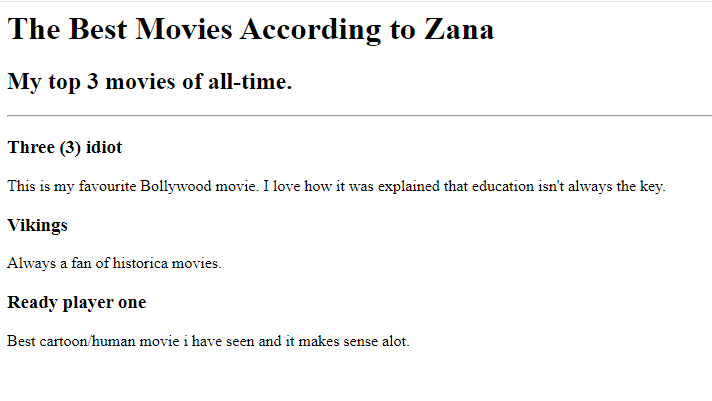 The Best Movies According to Zana
My top 3 movies of all-time.
Three (3) idiot
This is my favourite Bollywood movie. I love how it was explained that education isn't always the key.
Vikings
Always a fan of historica movies.
Ready player one
Best cartoon/human movie i have seen and it makes sense alot.